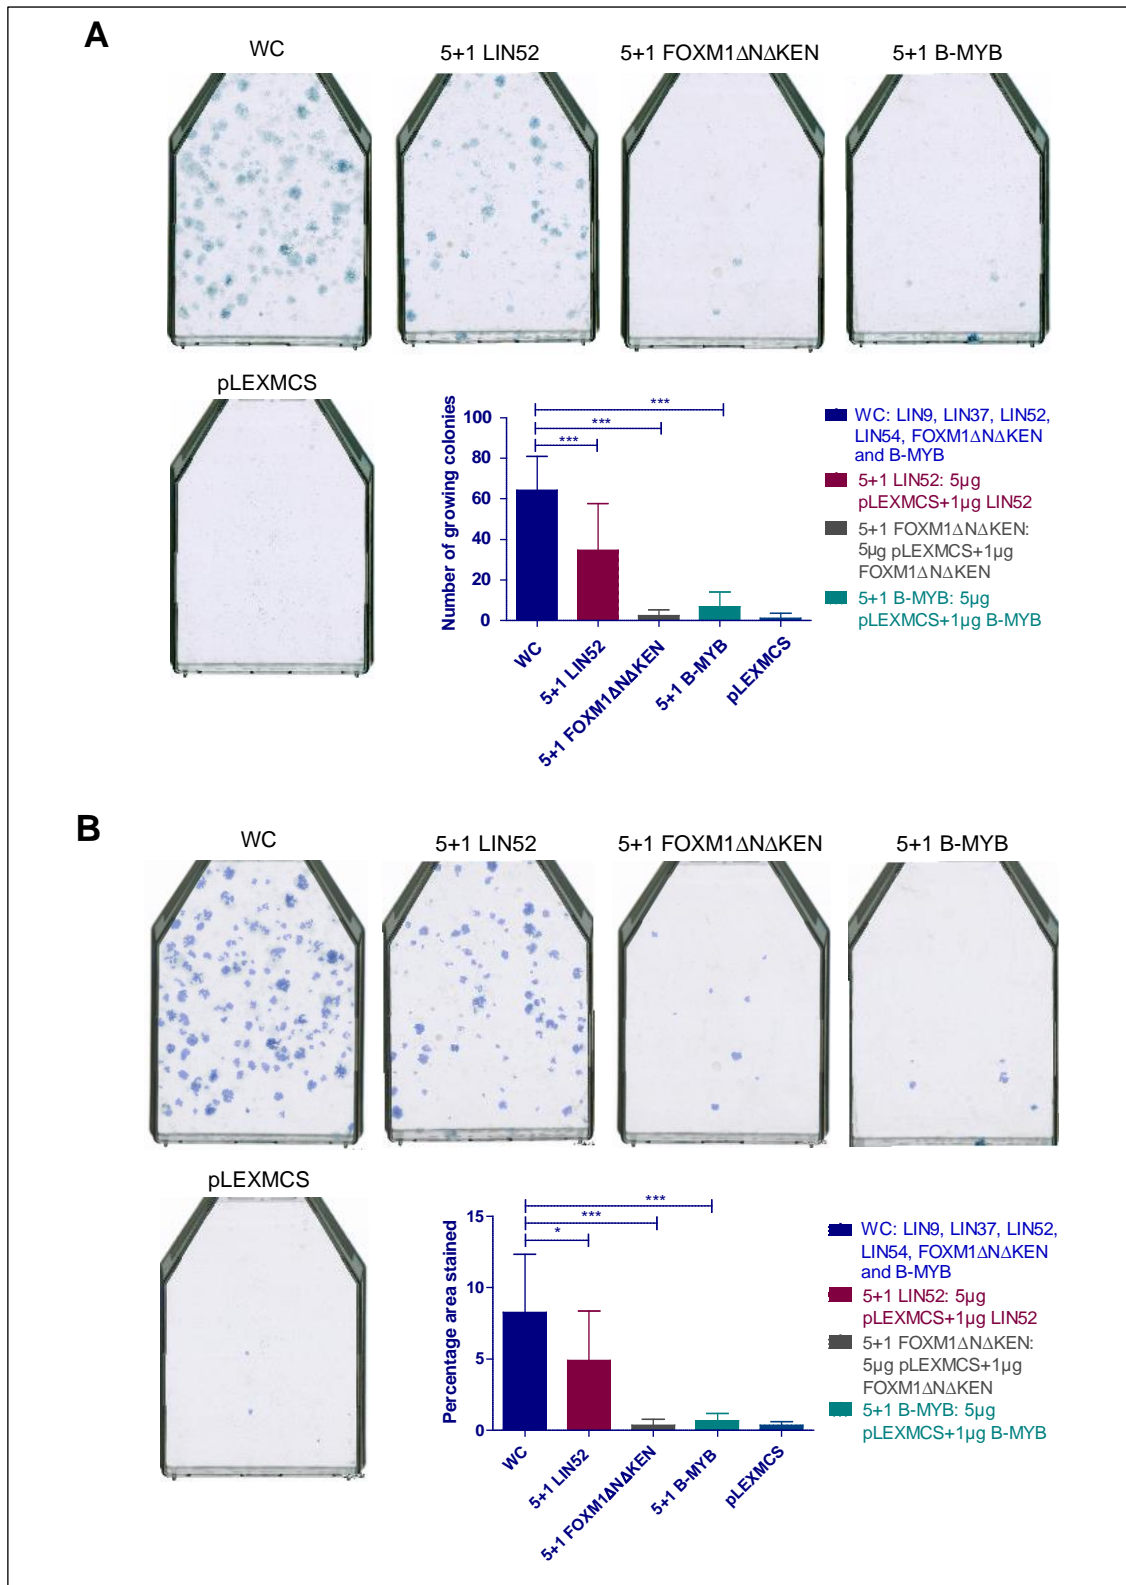 A
WC
5+1 LIN52
5+1 FOXM1ΔNΔKEN
5+1 B-MYB
pLEXMCS
100
80
60
40
20
0
Number of growing colonies
***
***
***
WC
5+1 LIN52
5+1 FOXM1ΔNΔKEN
5+1 B-MYB
pLEXMCS
WC: LIN9, LIN37, LIN52,
LIN54, FOXM1ΔNΔKEN
and B-MYB
5+1 LIN52: 5µg
pLEXMCS+1µg LIN52
5+1 FOXM1ΔNΔKEN:
5µg pLEXMCS+1µg
FOXM1ΔNΔKEN
5+1 B-MYB: 5µg
pLEXMCS+1µg B-MYB
B
WC
5+1 LIN52
5+1 FOXM1ΔNΔKEN
5+1 B-MYB
pLEXMCS
15
10
5
0
Percentage area stained
***
***
*
WC
5+1 LIN52
5+1 FOXM1ΔNΔKEN
5+1 B-MYB
pLEXMCS
WC: LIN9, LIN37, LIN52,
LIN54, FOXM1ΔNΔKEN
and B-MYB
5+1 LIN52: 5µg
pLEXMCS+1µg LIN52
5+1 FOXM1ΔNΔKEN:
5µg pLEXMCS+1µg
FOXM1ΔNΔKEN
5+1 B-MYB: 5µg
pLEXMCS+1µg B-MYB